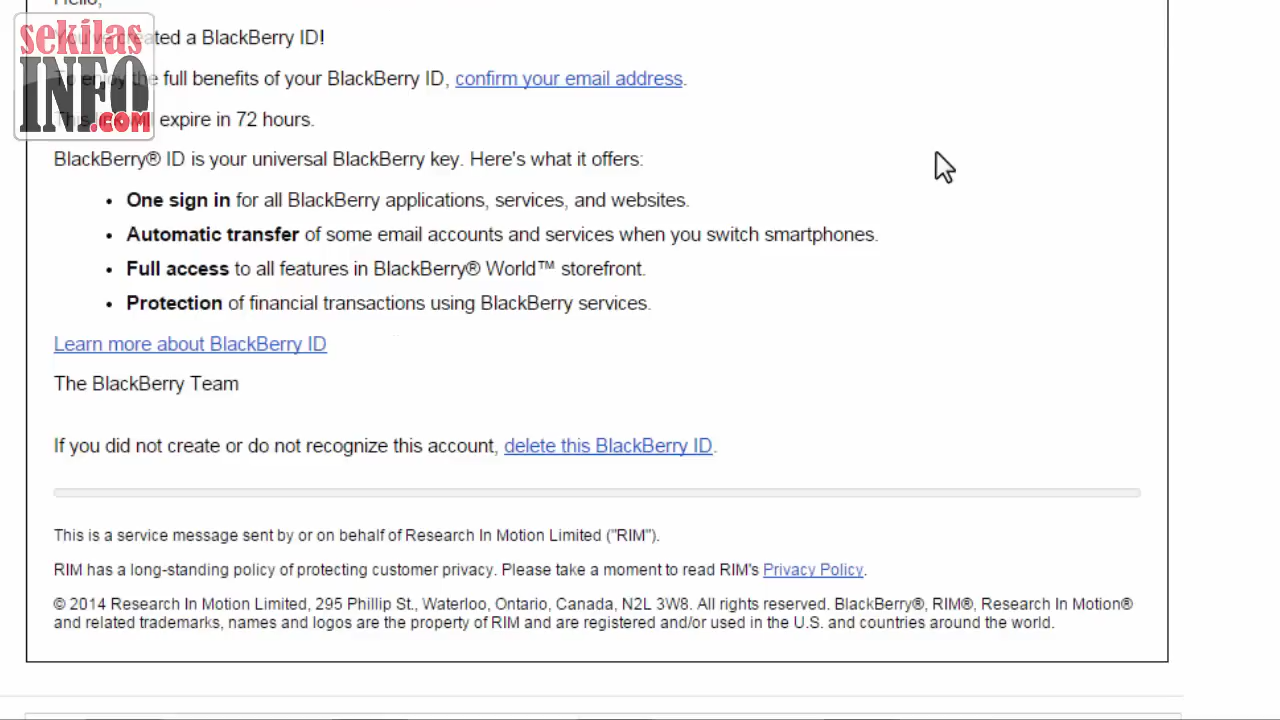 Hello,
sekilas
INFO
.com
You've created a BlackBerry ID!
To enjoy the full benefits of your BlackBerry ID, confirm your email address.
This expire in 72 hours.
BlackBerry® ID is your universal BlackBerry key. Here's what it offers:
• One sign in for all BlackBerry applications, services, and websites.
• Automatic transfer of some email accounts and services when you switch smartphones.
• Full access to all features in BlackBerry® World™ storefront.
• Protection of financial transactions using BlackBerry services.
Learn more about BlackBerry ID
The BlackBerry Team
If you did not create or do not recognize this account, delete this BlackBerry ID.
This is a service message sent by or on behalf of Research In Motion Limited ("RIM").
RIM has a long-standing policy of protecting customer privacy. Please take a moment to read RIM's Privacy Policy.
© 2014 Research In Motion Limited, 295 Phillip St., Waterloo, Ontario, Canada, N2L 3W8. All rights reserved. BlackBerry®, RIM®, Research In Motion®
and related trademarks, names and logos are the property of RIM and are registered and/or used in the U.S. and countries around the world.